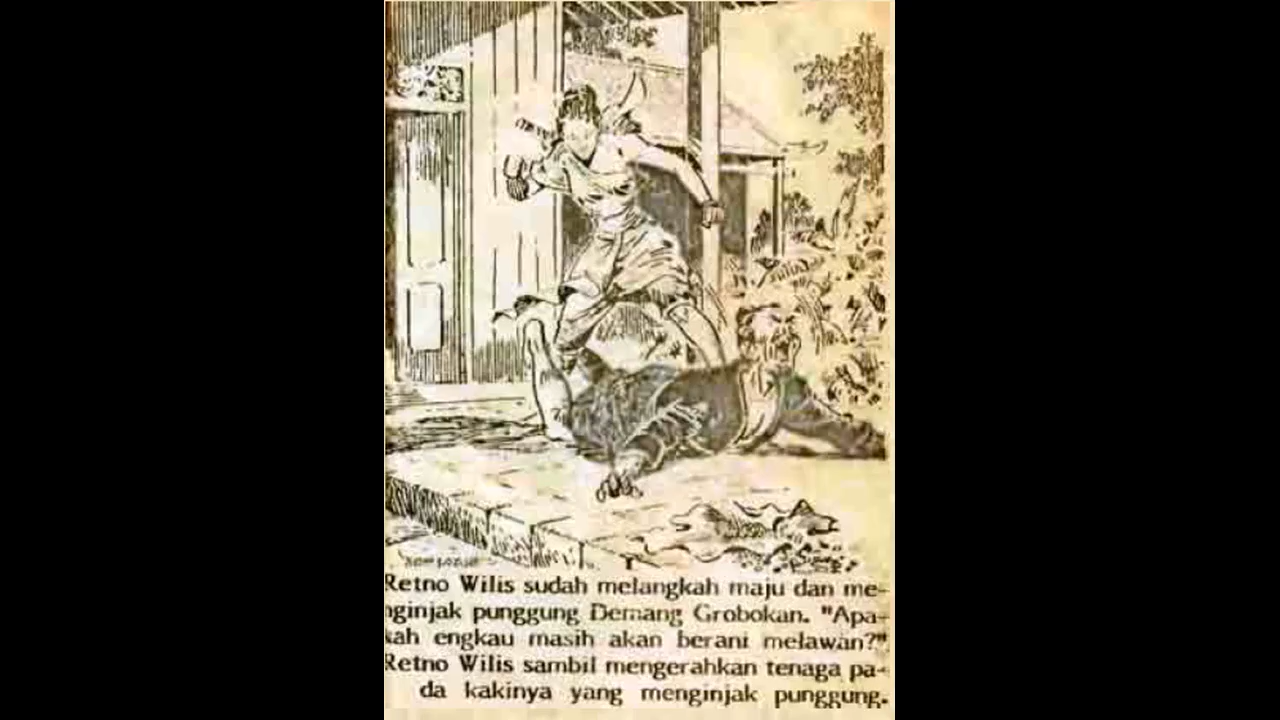 Retno Wilis sudah melangkah maju dan me-
nginjak punggung Demang Grobokan. "Apa-
kah engkau masih akan berani melawan?"
Retno Wilis sambil mengerahkan tenaga pa-
da kakinya yang menginjak punggung.